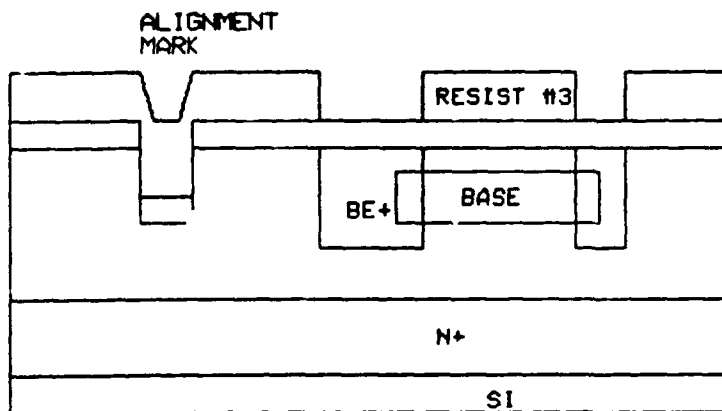 ALIGNMENT
MARK
RESIST #3
BE+
BASE
N+
SI